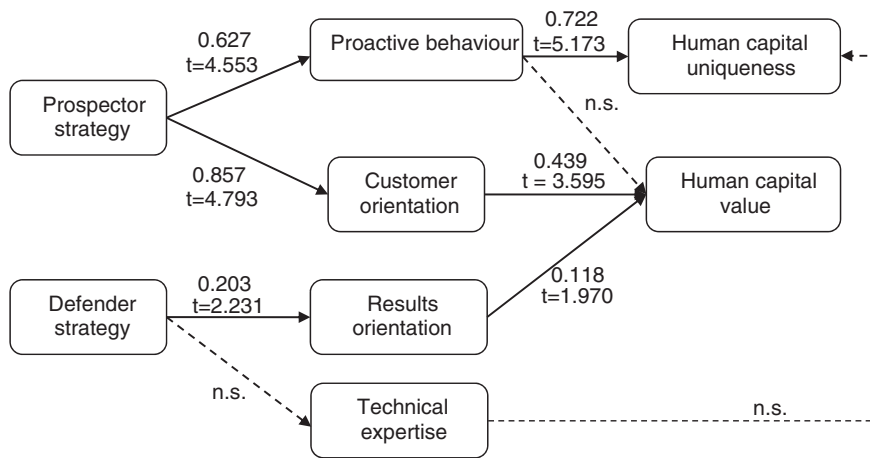 0.627
t=4.553
Proactive behaviour
0.722
t=5.173
Human capital
uniqueness
Prospector
strategy
n.s.
0.857
t=4.793
Customer
orientation
0.439
t = 3.595
Human capital
value
0.203
t=2.231
Defender
strategy
Results
orientation
0.118
t=1.970
n.s.
Technical
expertise
n.s.